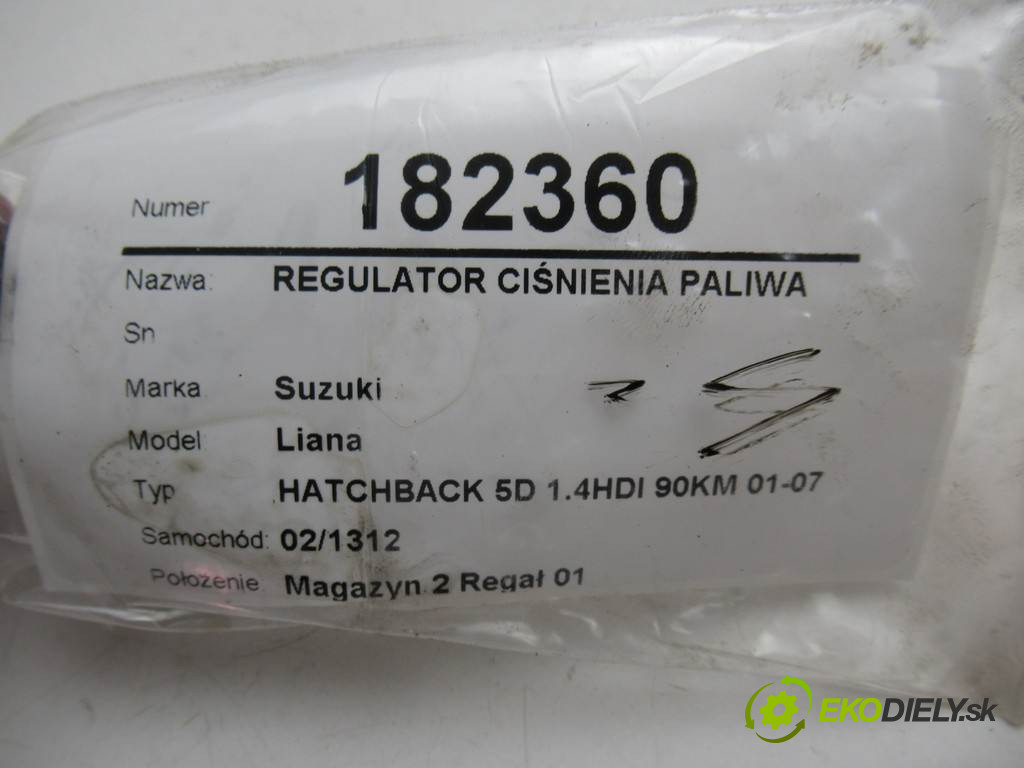 Numer 182360
Nazwa: REGULATOR CIŚNIENIA PALIWA
Sn
Marka Suzuki
Model Liana
Typ HATCHBACK 5D 1.4HDI 90KM 01-07
Samochód: 02/1312
Położenie Magazyn 2 Regał 01
EKODIELY.sk